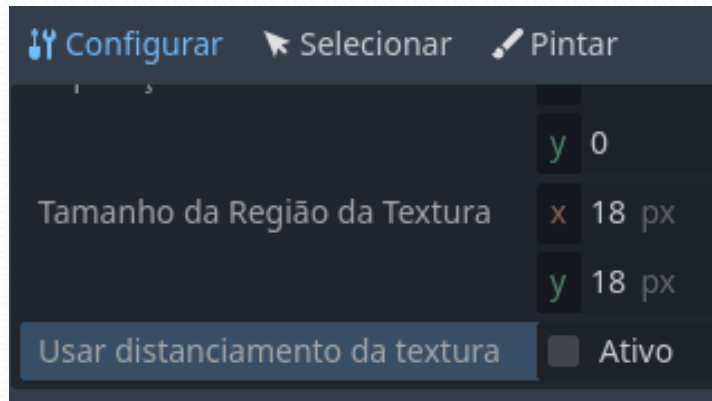 Configurar Selecionar Pintar
y 0
Tamanho da Região da Textura x 18 px
y 18 px
Usar distanciamento da textura Ativo